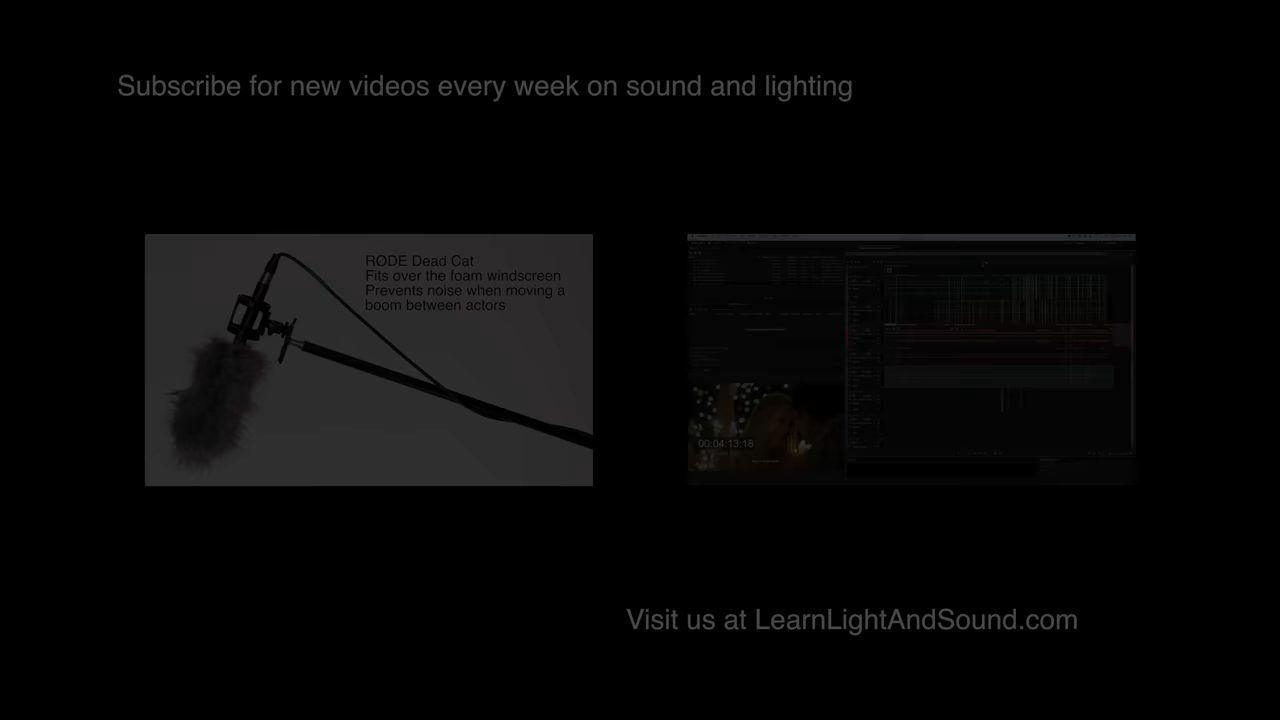 Subscribe for new videos every week on sound and lighting
RØDE Dead Cat
Fits over the foam windscreen
Prevents noise when moving a
boom between actors
00:04:13:18
Visit us at LearnLightAndSound.com